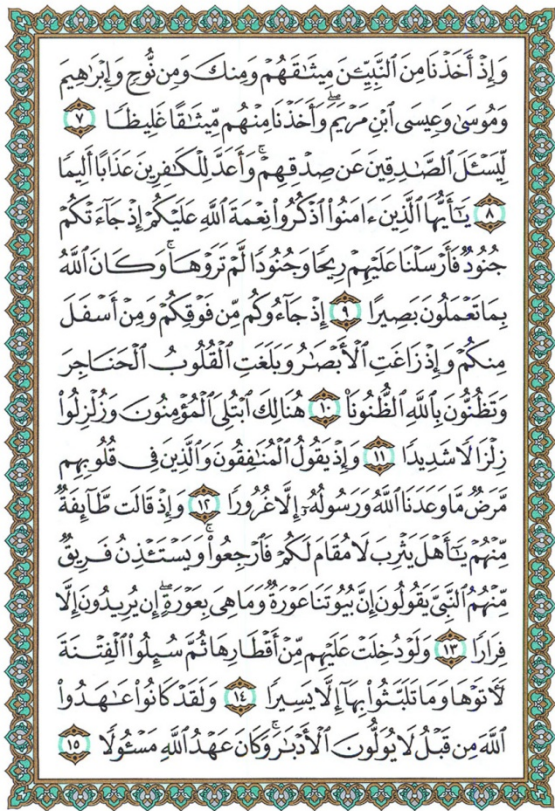 وَإِذْ أَخَذْنَا مِنَ ٱلنَّبِيِّـۧنَ مِيثَٰقَهُمْ وَمِنكَ وَمِن نُّوحٍ وَإِبْرَٰهِيمَ
وَمُوسَىٰ وَعِيسَى ٱبْنِ مَرْيَمَۖ وَأَخَذْنَا مِنْهُم مِّيثَٰقًا غَلِيظًا ٧
لِّيَسْـَٔلَ ٱلصَّٰدِقِينَ عَن صِدْقِهِمْۚ وَأَعَدَّ لِلْكَٰفِرِينَ عَذَابًا أَلِيمًا
٨ يَٰٓأَيُّهَا ٱلَّذِينَ ءَامَنُوا۟ ٱذْكُرُوا۟ نِعْمَةَ ٱللَّهِ عَلَيْكُمْ إِذْ جَآءَتْكُمْ
جُنُودٌ فَأَرْسَلْنَا عَلَيْهِمْ رِيحًا وَجُنُودًا لَّمْ تَرَوْهَاۚ وَكَانَ ٱللَّهُ
بِمَا تَعْمَلُونَ بَصِيرًا ٩ إِذْ جَآءُوكُم مِّن فَوْقِكُمْ وَمِنْ أَسْفَلَ
مِنكُمْ وَإِذْ زَاغَتِ ٱلْأَبْصَٰرُ وَبَلَغَتِ ٱلْقُلُوبُ ٱلْحَنَاجِرَ
وَتَظُنُّونَ بِٱللَّهِ ٱلظُّنُونَا۠ ١٠ هُنَالِكَ ٱبْتُلِىَ ٱلْمُؤْمِنُونَ وَزُلْزِلُوا۟
زِلْزَالًا شَدِيدًا ١١ وَإِذْ يَقُولُ ٱلْمُنَٰفِقُونَ وَٱلَّذِينَ فِى قُلُوبِهِم
مَّرَضٌ مَّا وَعَدَنَا ٱللَّهُ وَرَسُولُهُۥٓ إِلَّا غُرُورًا ١٢ وَإِذْ قَالَت طَّآئِفَةٌ
مِّنْهُمْ يَٰٓأَهْلَ يَثْرِبَ لَا مُقَامَ لَكُمْ فَٱرْجِعُوا۟ۚ وَيَسْتَـْٔذِنُ فَرِيقٌ
مِّنْهُمُ ٱلنَّبِىَّ يَقُولُونَ إِنَّ بُيُوتَنَا عَوْرَةٌ وَمَا هِىَ بِعَوْرَةٍۖ إِن يُرِيدُونَ إِلَّا
فِرَارًا ١٣ وَلَوْ دُخِلَتْ عَلَيْهِم مِّنْ أَقْطَارِهَا ثُمَّ سُئِلُوا۟ ٱلْفِتْنَةَ
لَـَٔاتَوْهَا وَمَا تَلَبَّثُوا۟ بِهَآ إِلَّا يَسِيرًا ١٤ وَلَقَدْ كَانُوا۟ عَٰهَدُوا۟
ٱللَّهَ مِن قَبْلُ لَا يُوَلُّونَ ٱلْأَدْبَٰرَۚ وَكَانَ عَهْدُ ٱللَّهِ مَسْـُٔولًا ١٥